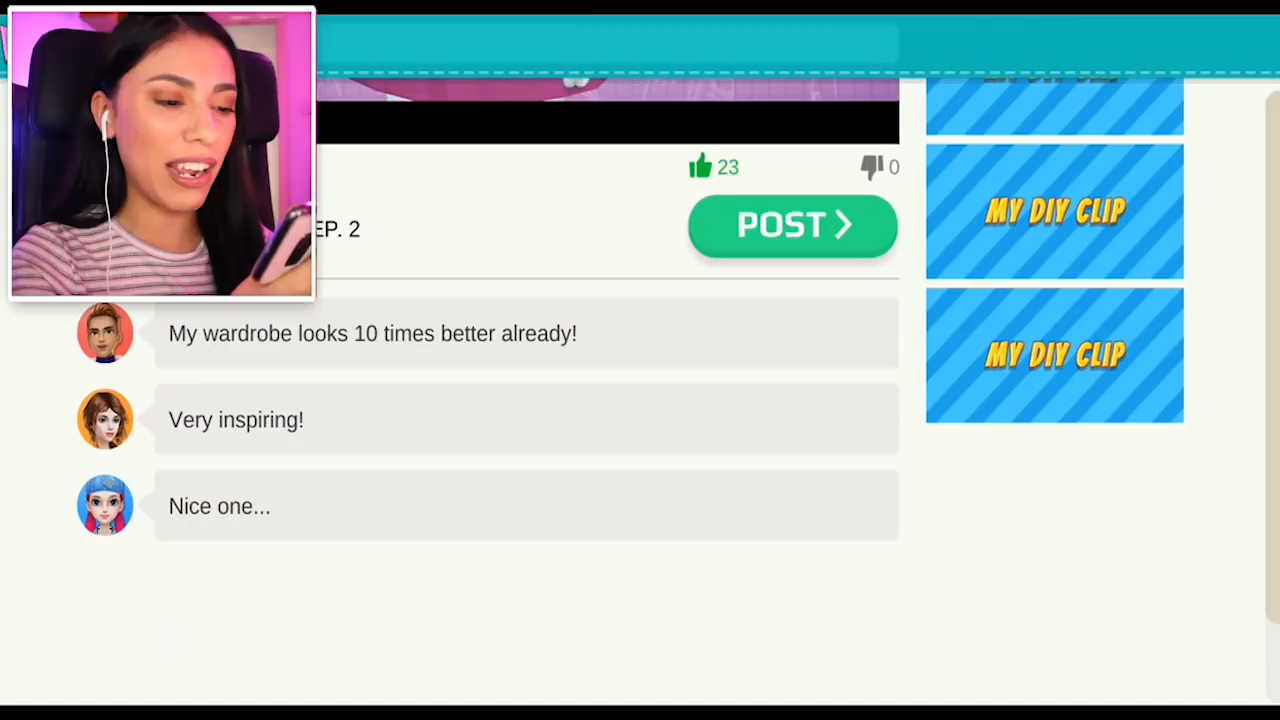 23
0
EP. 2
POST
My wardrobe looks 10 times better already!
Very inspiring!
Nice one...
MY DIY CLIP
MY DIY CLIP